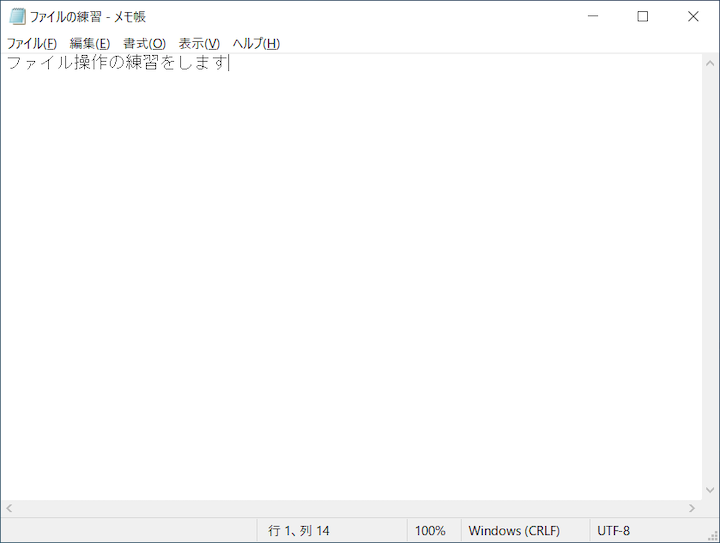 ファイルの練習 - メモ帳
ファイル(F) 編集(E) 書式(O) 表示(V) ヘルプ(H)
ファイル操作の練習をします
行 1、列 14 100% Windows (CRLF) UTF-8